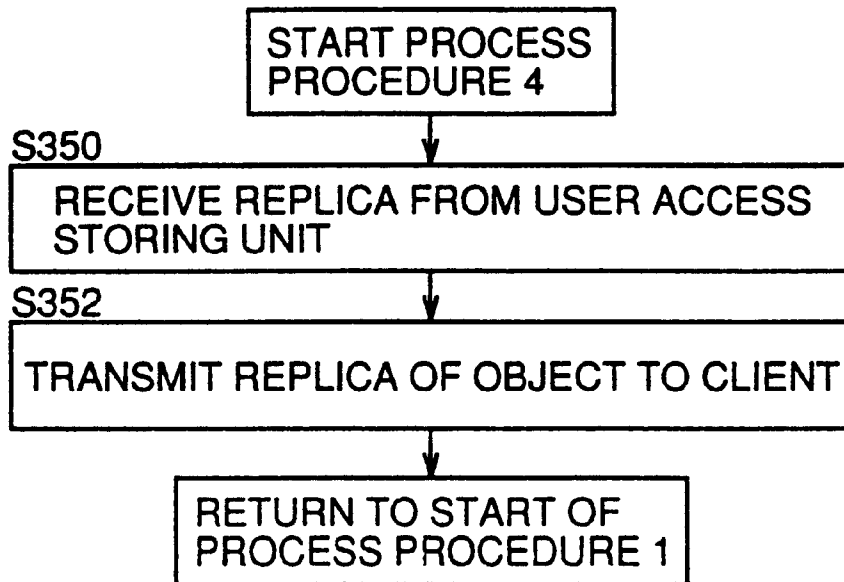 START PROCESS
PROCEDURE 4
S350
RECEIVE REPLICA FROM USER ACCESS
STORING UNIT
S352
TRANSMIT REPLICA OF OBJECT TO CLIENT
RETURN TO START OF
PROCESS PROCEDURE 1